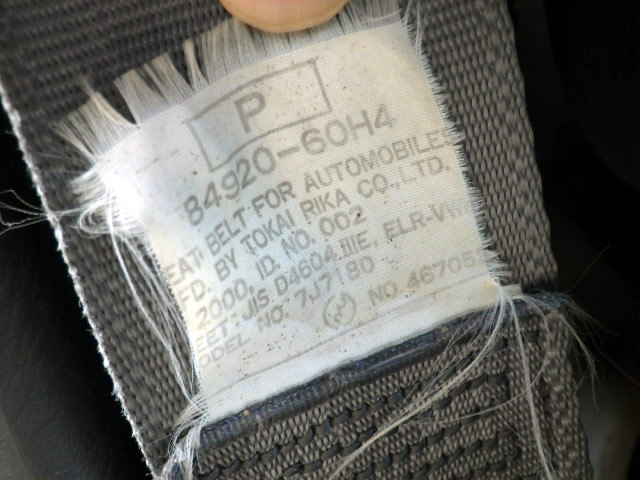 P
84920-60H4
EAT BELT FOR AUTOMOBILES
FD. BY TOKAI RIKA CO., LTD.
2000, ID. NO. 002
EET: JIS D4604 IIIE, ELR-VW
ODEL NO: 7J7180
NO 46705